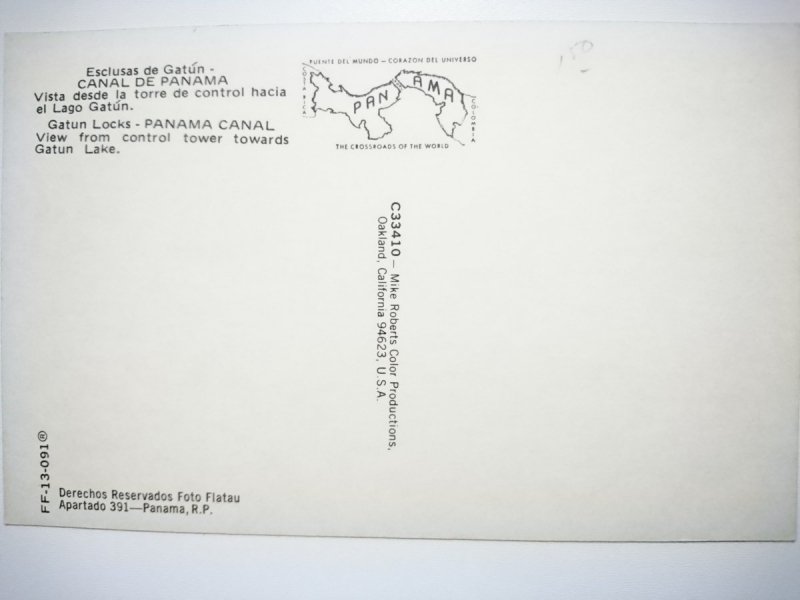 Esclusas de Gatún -
CANAL DE PANAMA
Vista desde la torre de control hacia
el Lago Gatún.
Gatun Locks - PANAMA CANAL
View from control tower towards
Gatun Lake.
PUENTE DEL MUNDO — CORAZON DEL UNIVERSO
COSTA RICA
PANAMA
COLOMBIA
THE CROSSROADS OF THE WORLD
150
C33410 — Mike Roberts Color Productions,
Oakland, California 94623, U.S.A.
FF-13-091®
Derechos Reservados Foto Flatau
Apartado 391—Panama, R.P.